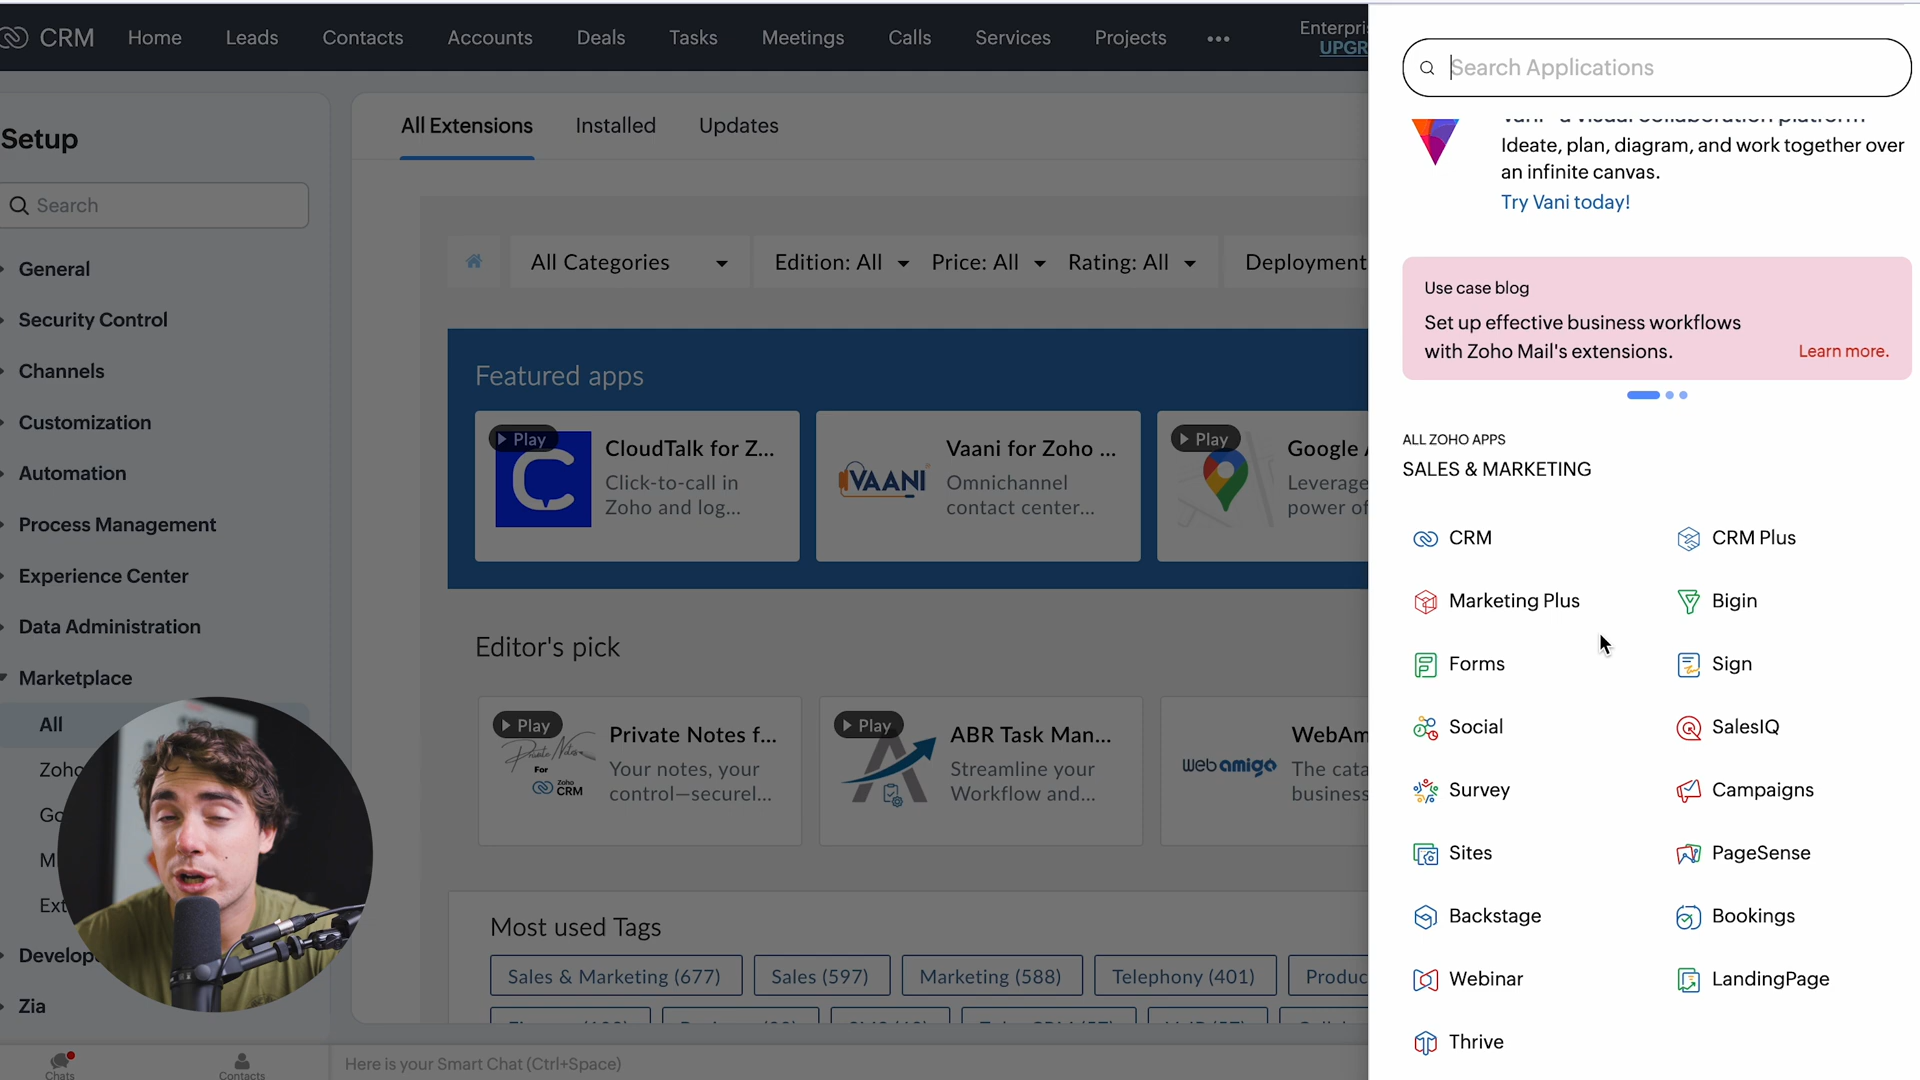 CRM
Home
Leads
Contacts
Accounts
Deals
Tasks
Meetings
Calls
Services
Projects
Setup
Search
General
Security Control
Channels
Customization
Automation
Process Management
Experience Center
Data Administration
Marketplace
All
Zia
Chats
Contacts
Here is your Smart Chat (Ctrl+Space)
All Extensions
Installed
Updates
All Categories
Edition: All
Price: All
Rating: All
Deployment
Featured apps
Play
CloudTalk for Z...
Click-to-call in
Zoho and log...
VAANI
Vaani for Zoho ...
Omnichannel
contact center...
Play
Google
Leverage
power of
Editor's pick
Play
Private Notes
For
Zoho
CRM
Private Notes f...
Your notes, your
control—securel...
Play
ABR Task Man...
Streamline your
Workflow and...
web amigo
WebAm
The cata
business
Most used Tags
Sales & Marketing (677)
Sales (597)
Marketing (588)
Telephony (401)
Search Applications
Vani - a visual collaboration platform
Ideate, plan, diagram, and work together over
an infinite canvas.
Try Vani today!
Use case blog
Set up effective business workflows
with Zoho Mail's extensions.
Learn more.
ALL ZOHO APPS
SALES & MARKETING
CRM
CRM Plus
Marketing Plus
Bigin
Forms
Sign
Social
SalesIQ
Survey
Campaigns
Sites
PageSense
Backstage
Bookings
Webinar
LandingPage
Thrive